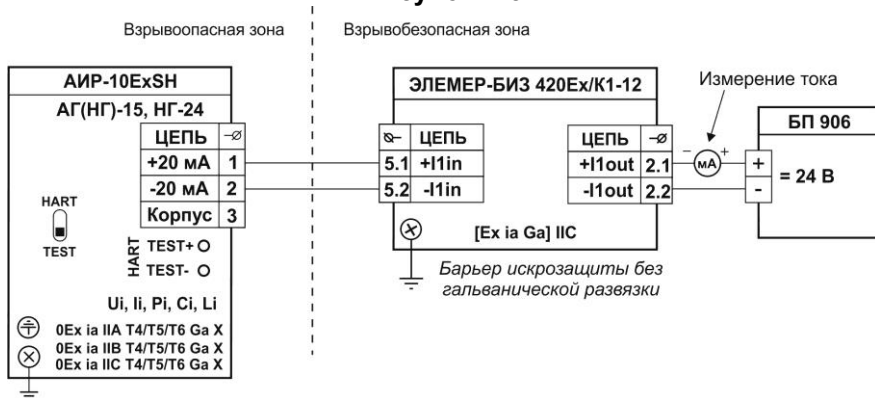 Взрывоопасная зона
Взрывобезопасная зона
АИР-10ExSH
АГ(НГ)-15, НГ-24
ЦЕПЬ
+20 мА 1
-20 мА 2
Корпус 3
HART
TEST
HART
TEST+
TEST-
Ui, Ii, Pi, Ci, Li
0Ex ia IIA T4/T5/T6 Ga X
0Ex ia IIB T4/T5/T6 Ga X
0Ex ia IIC T4/T5/T6 Ga X
ЭЛЕМЕР-БИЗ 420Ex/К1-12
ЦЕПЬ
5.1 +I1in
5.2 -I1in
ЦЕПЬ
+I1out 2.1
-I1out 2.2
[Ex ia Ga] IIC
Барьер искрозащиты без
гальванической развязки
Измерение тока
- мА +
БП 906
+
= 24 В
-